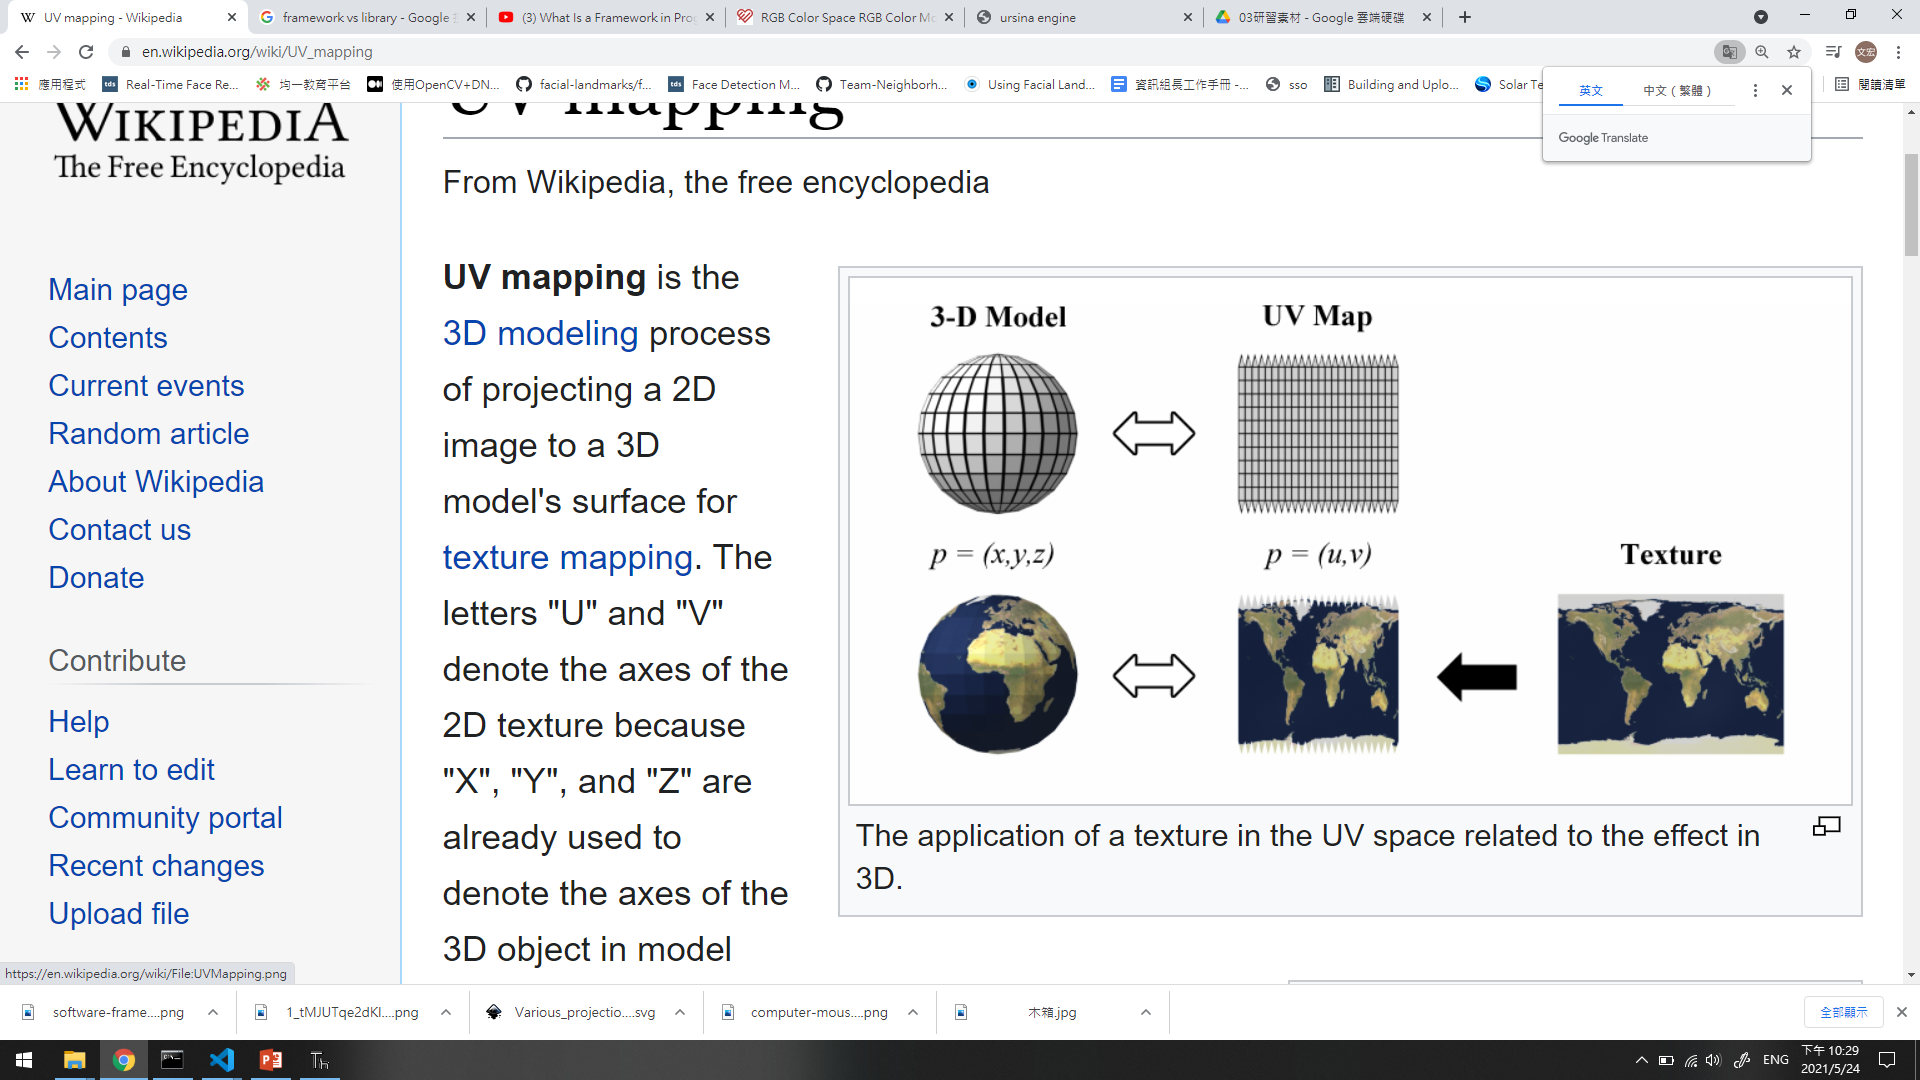 UV mapping - Wikipedia
framework vs library - Google
(3) What Is a Framework in Pro
RGB Color Space RGB Color Mo
ursina engine
03研習素材 - Google 雲端硬碟
en.wikipedia.org/wiki/UV_mapping
文宏
應用程式
tds Real-Time Face Re...
均一教育平台
使用OpenCV+DN...
facial-landmarks/f...
tds Face Detection M...
Team-Neighborh...
Using Facial Land...
資訊組長工作手冊 -...
sso
Building and Uplo...
Solar Te
閱讀清單
英文
中文（繁體）
Google Translate
WIKIPEDIA
The Free Encyclopedia
Main page
Contents
Current events
Random article
About Wikipedia
Contact us
Donate
Contribute
Help
Learn to edit
Community portal
Recent changes
Upload file
UV mapping
From Wikipedia, the free encyclopedia
UV mapping is the
3D modeling process
of projecting a 2D
image to a 3D
model's surface for
texture mapping. The
letters "U" and "V"
denote the axes of the
2D texture because
"X", "Y", and "Z" are
already used to
denote the axes of the
3D object in model
3-D Model
UV Map
p = (x,y,z)
p = (u,v)
Texture
The application of a texture in the UV space related to the effect in
3D.
https://en.wikipedia.org/wiki/File:UVMapping.png
software-frame....png
1_tMJUTqe2dKI....png
Various_projectio....svg
computer-mous....png
木箱.jpg
全部顯示
ENG
下午 10:29
2021/5/24